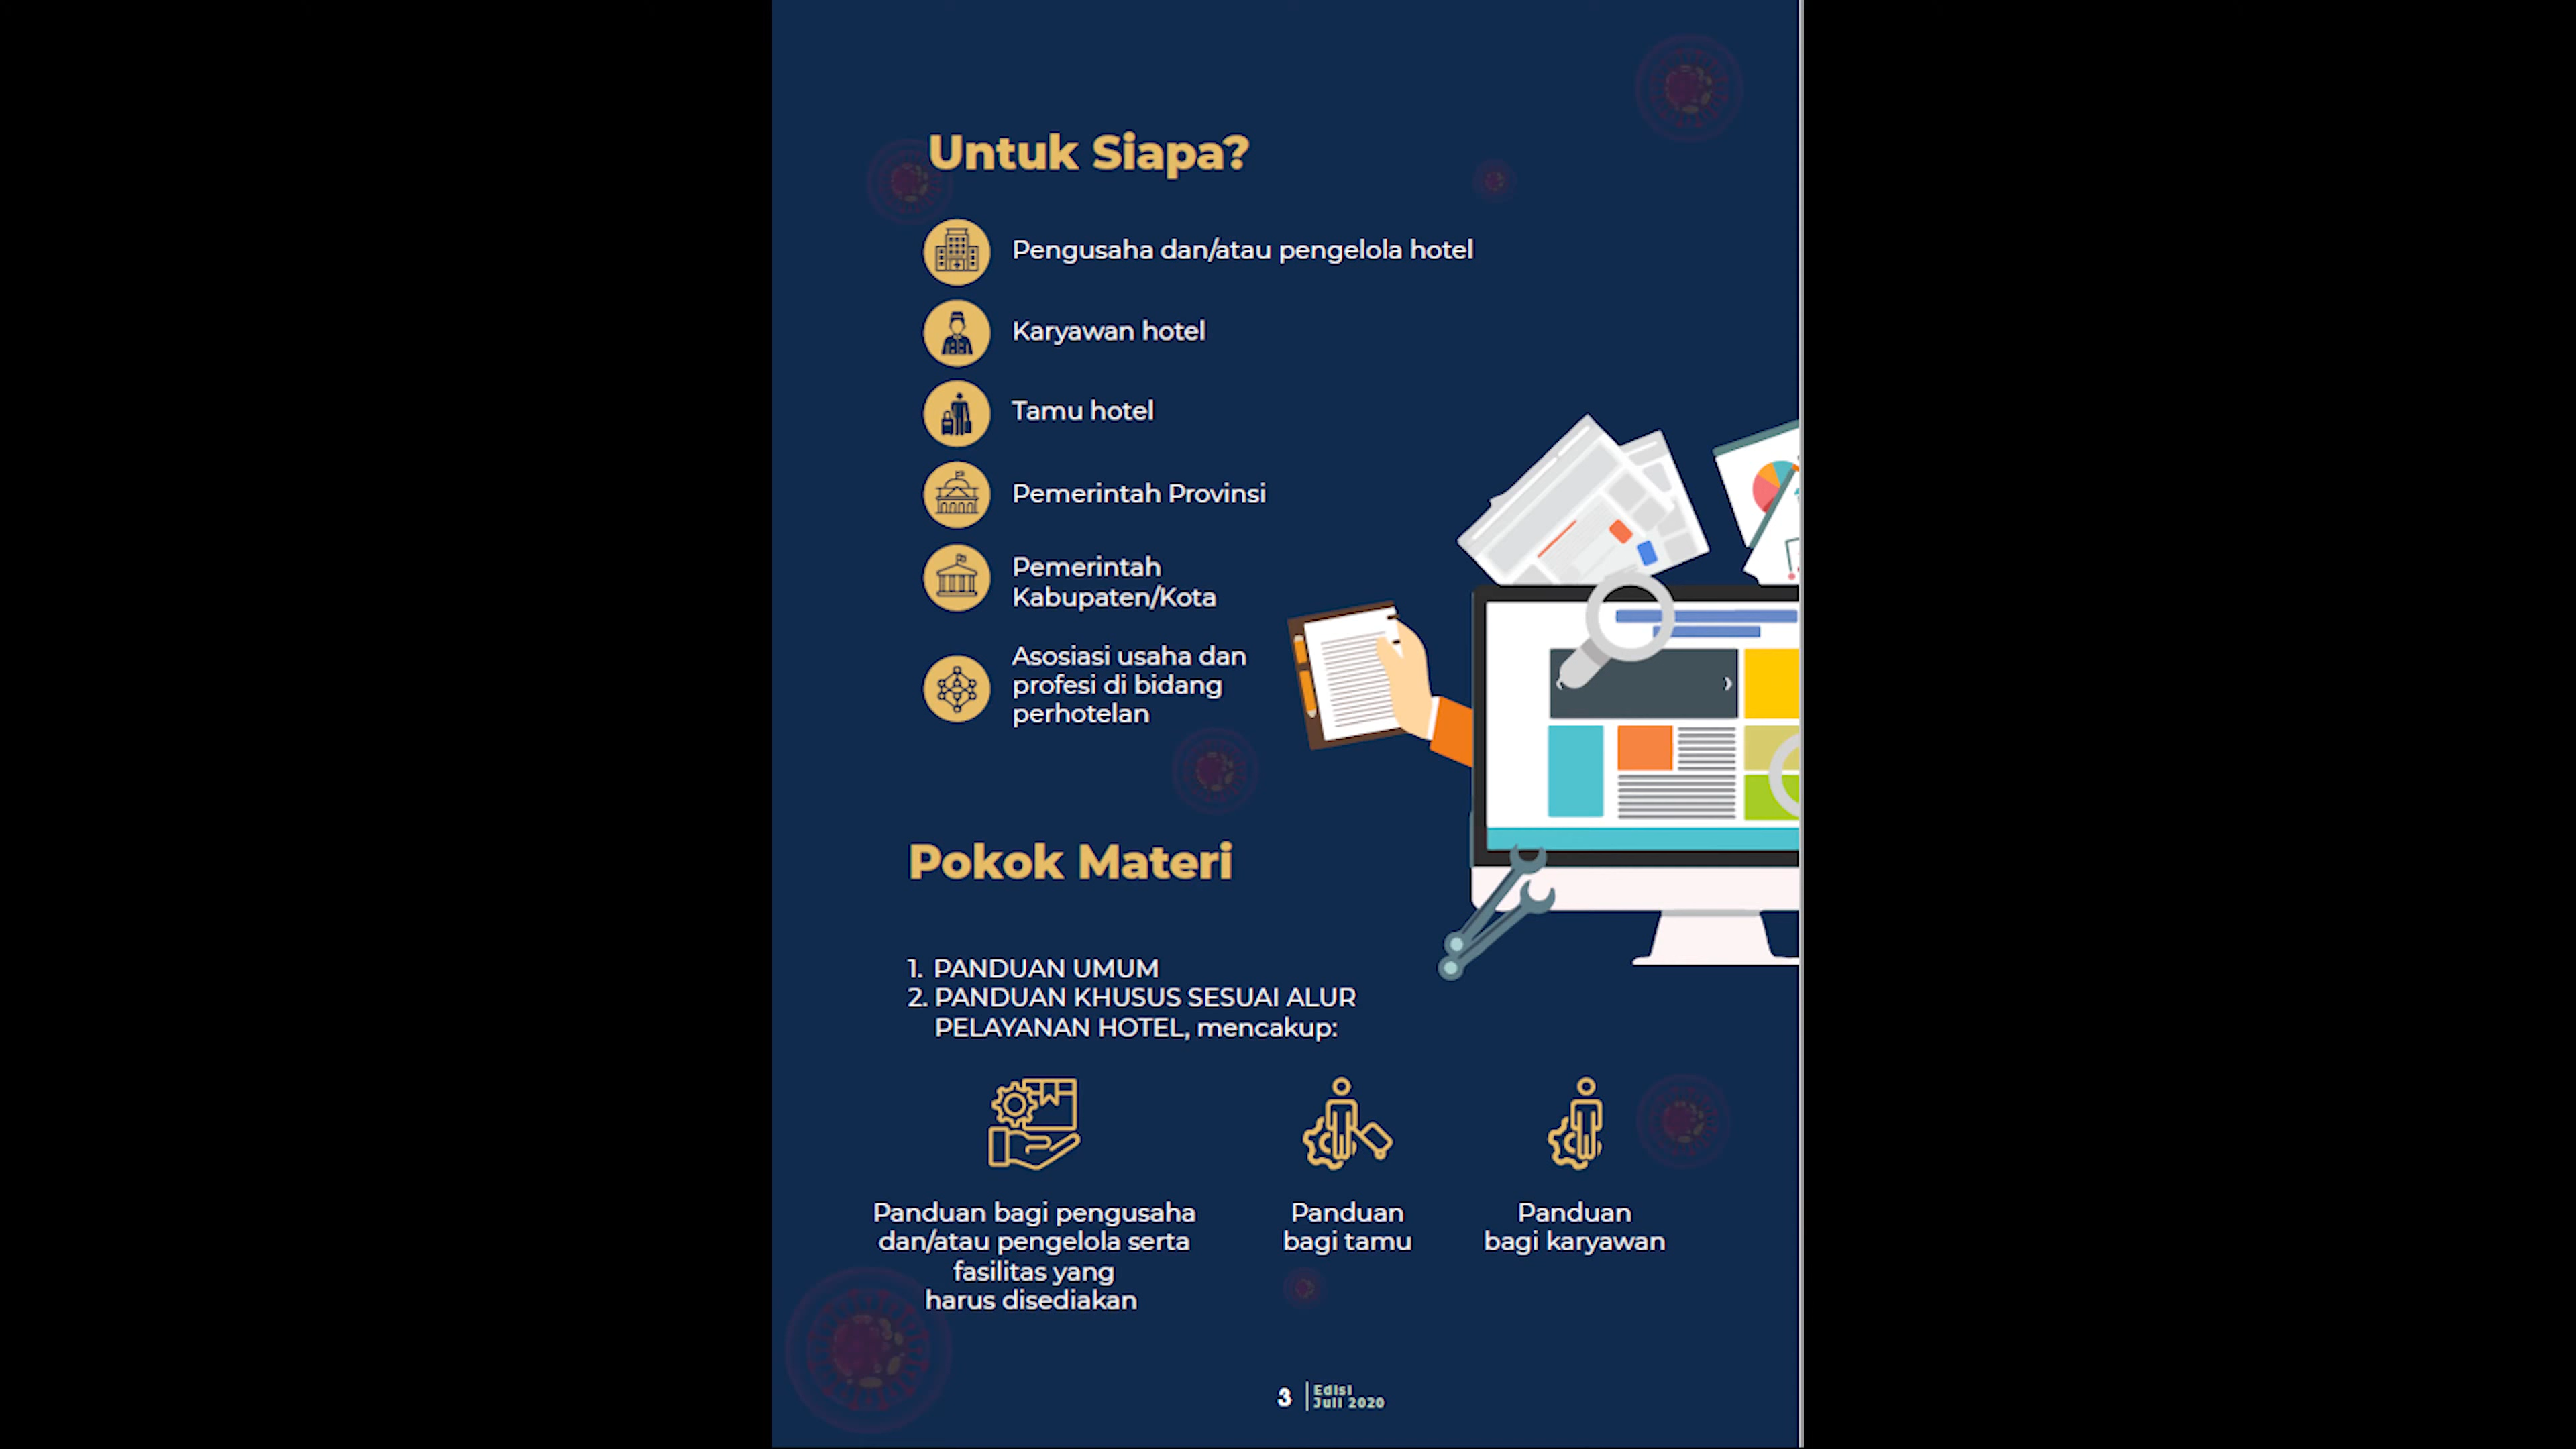 Untuk Siapa?
Pengusaha dan/atau pengelola hotel
Karyawan hotel
Tamu hotel
Pemerintah Provinsi
Pemerintah
Kabupaten/Kota
Asosiasi usaha dan
profesi di bidang
perhotelan
Pokok Materi
1. PANDUAN UMUM
2. PANDUAN KHUSUS SESUAI ALUR
PELAYANAN HOTEL, mencakup:
Panduan bagi pengusaha
dan/atau pengelola serta
fasilitas yang
harus disediakan
Panduan
bagi tamu
Panduan
bagi karyawan
3
Edisi
Juli 2020